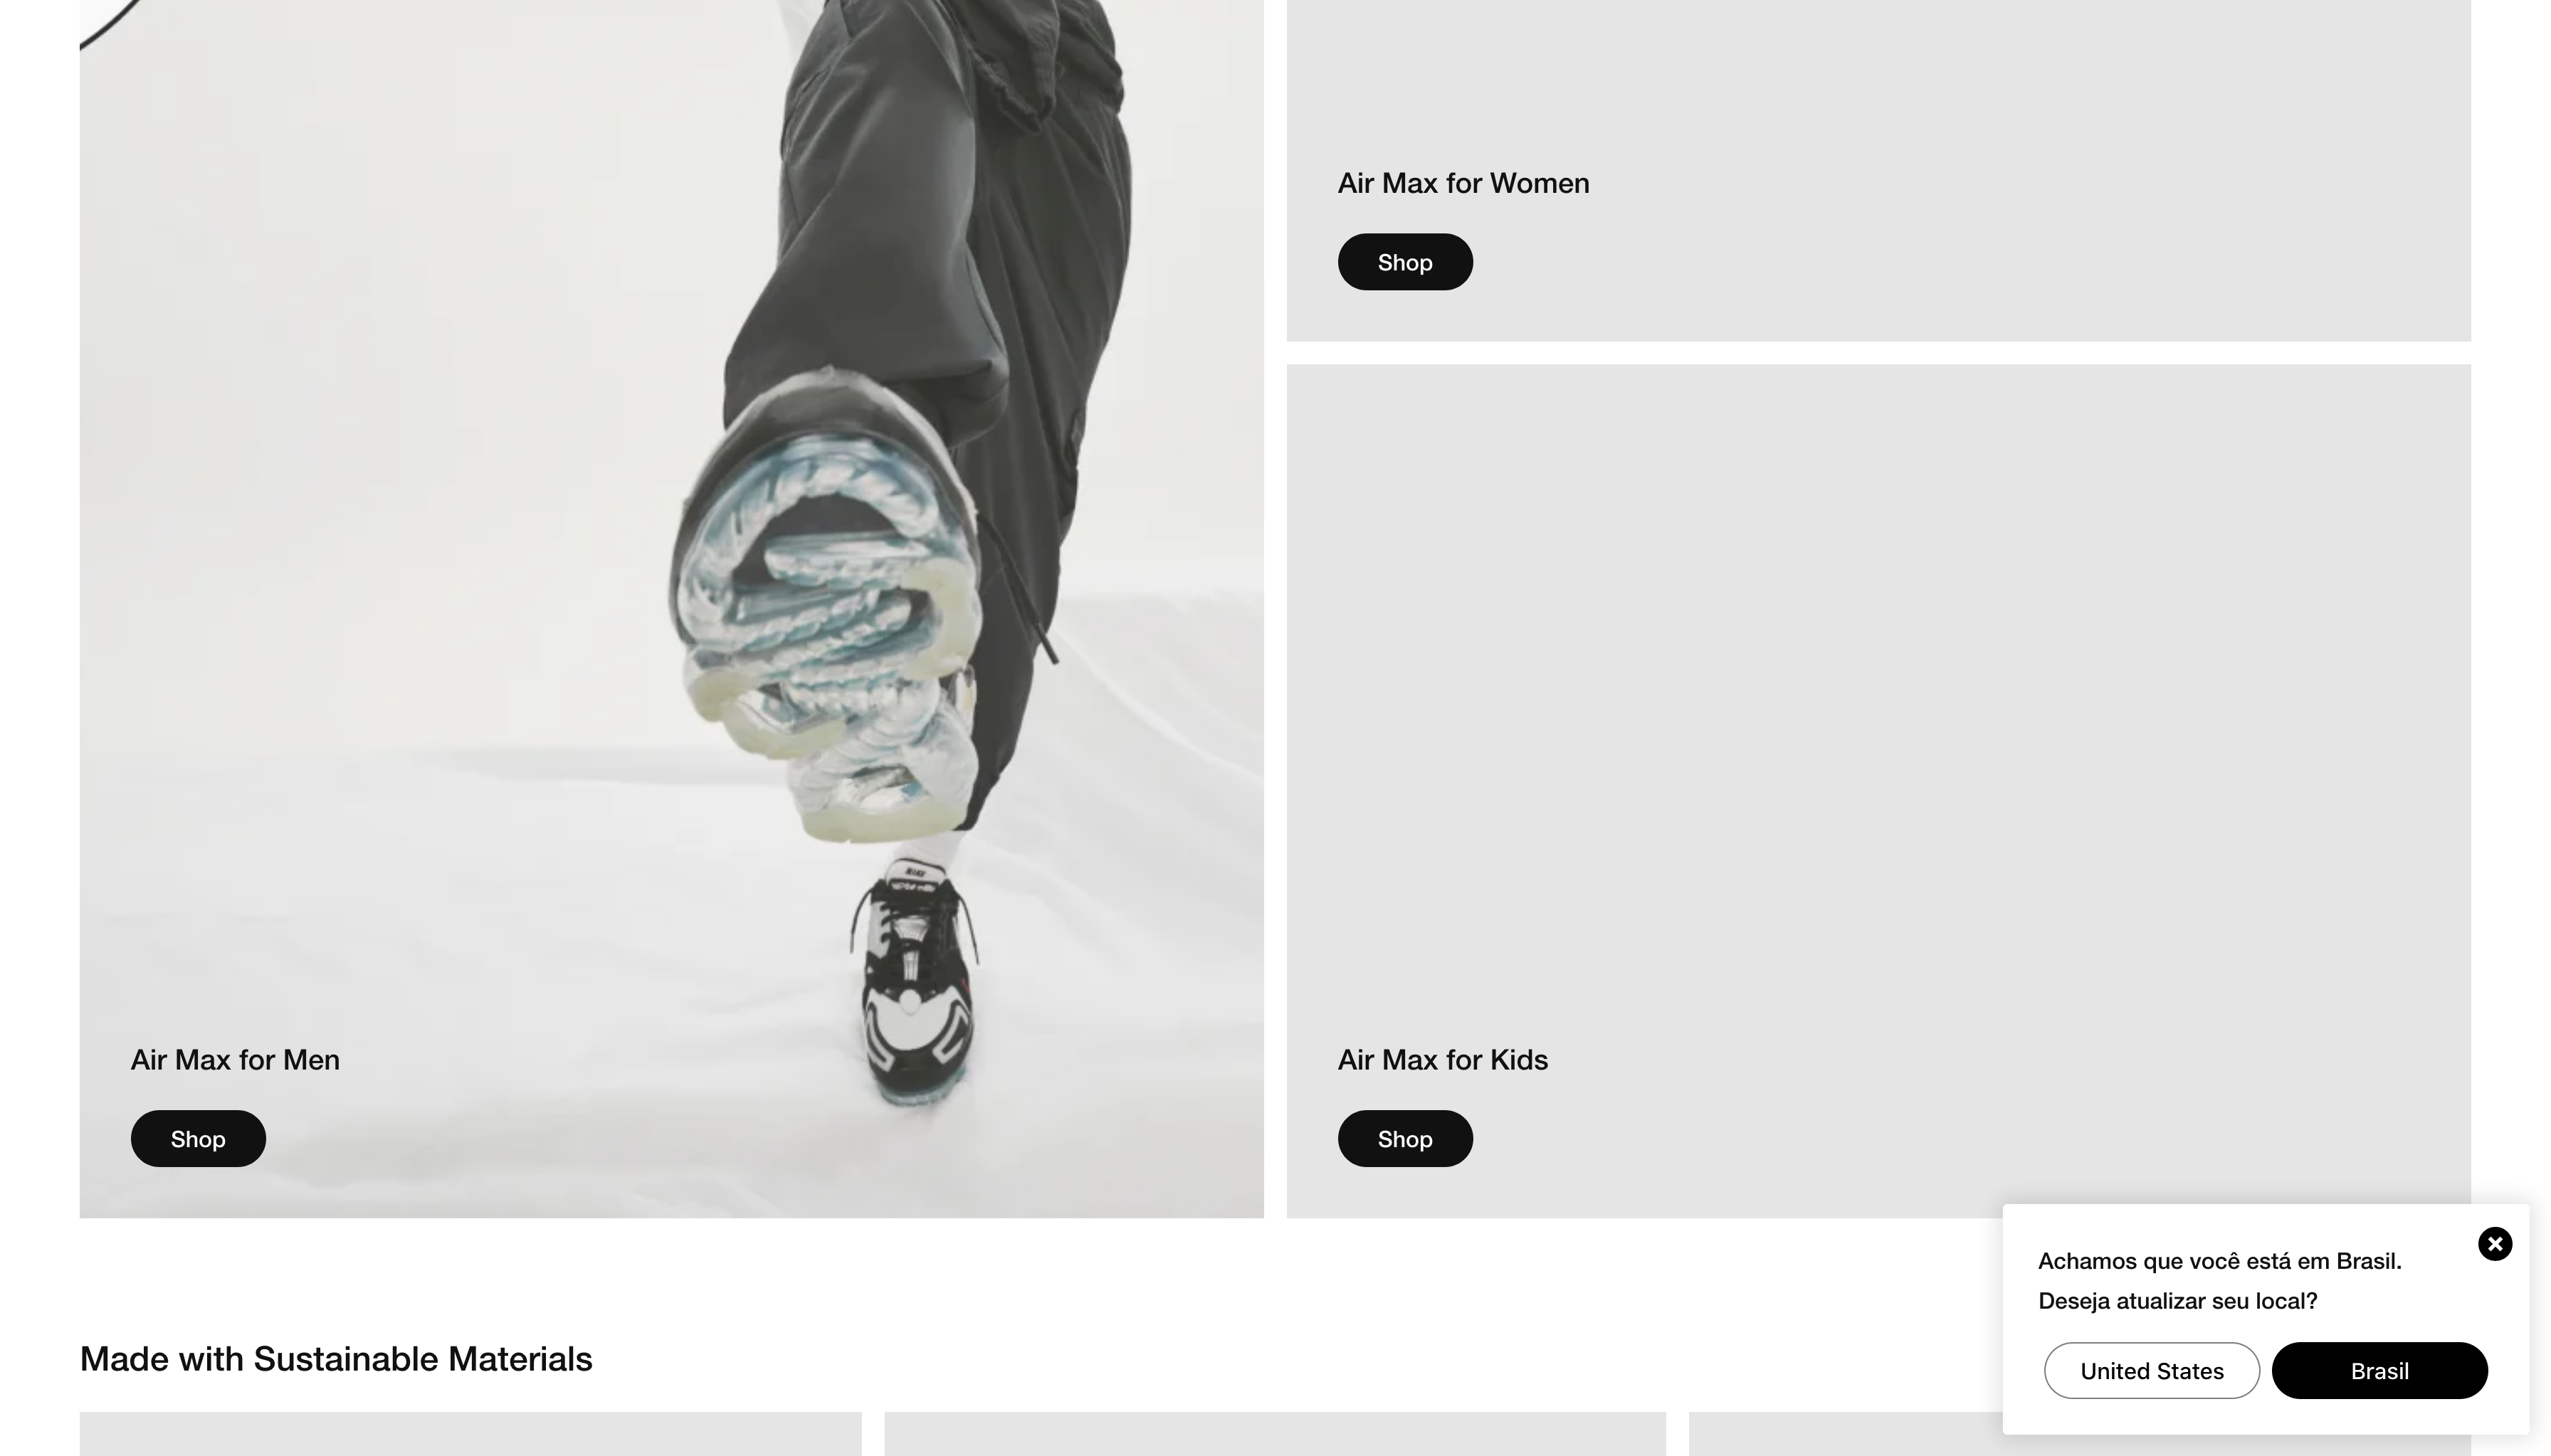 Air Max for Women
Shop
Air Max for Men
Shop
Air Max for Kids
Shop
Achamos que você está em Brasil.
Deseja atualizar seu local?
United States
Brasil
Made with Sustainable Materials